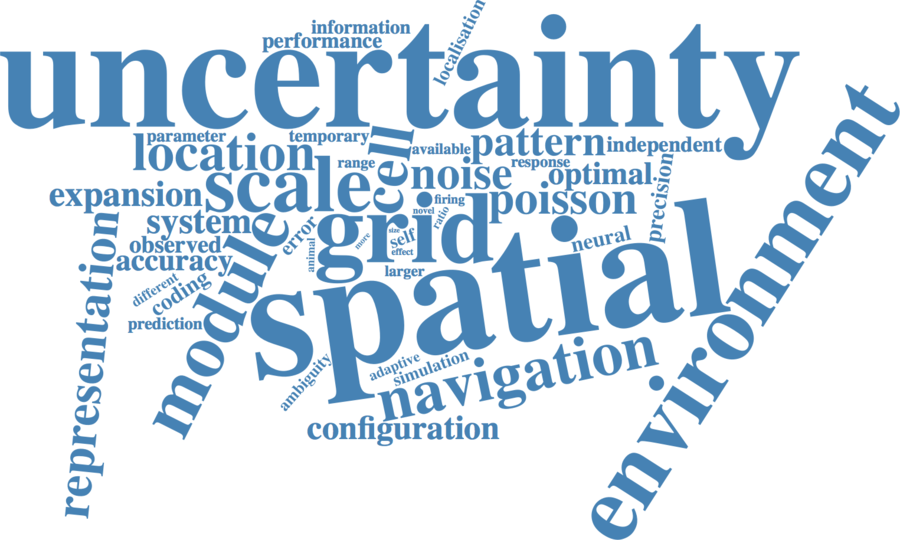 information
localisation
performance
uncertainty
parameter
temporary
cell
available
pattern
independent
location
range
response
scale
noise
optimal
precision
environment
expansion
firing
poisson
novel
ratio
grid
system
module
error
animal
more
size
self
effect
neural
observed
accuracy
representation
larger
spatial
different
coding
prediction
ambiguity
adaptive
simulation
navigation
configuration